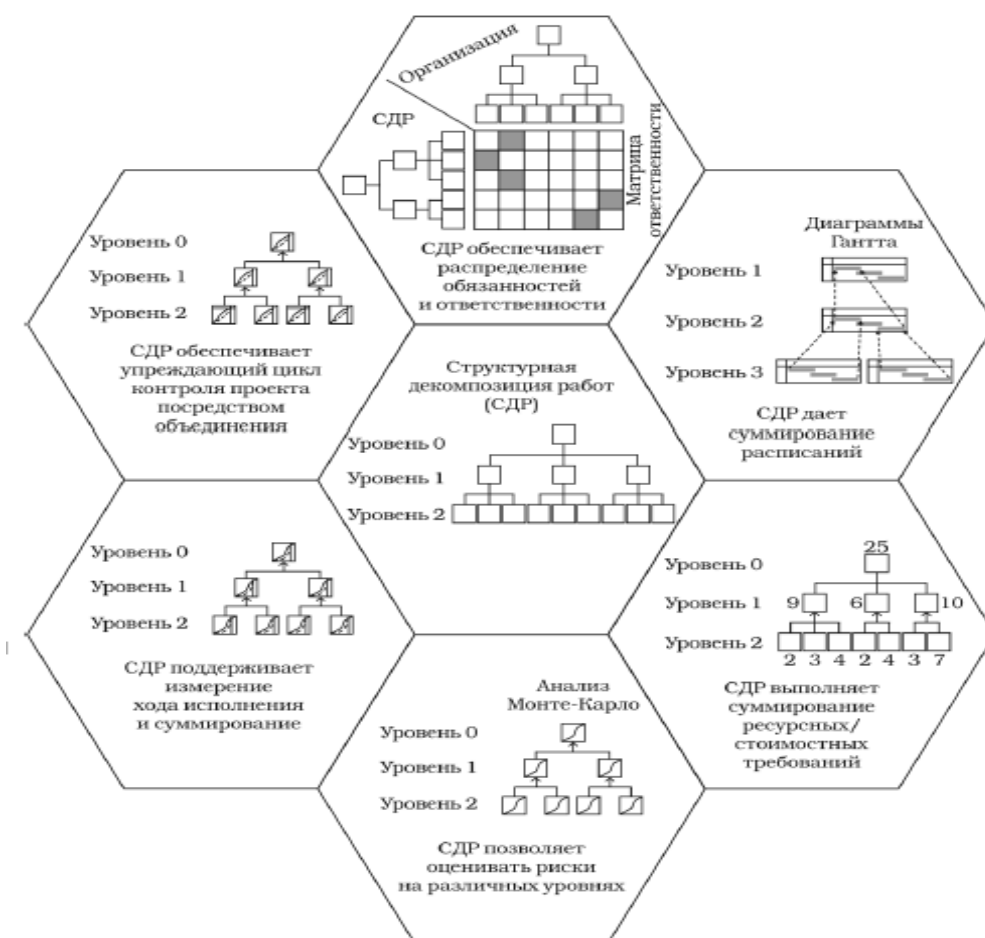 Организация
СДР
Матрица
ответственности
СДР обеспечивает
распределение
обязанностей
и ответственности
Уровень 0
Уровень 1
Уровень 2
СДР обеспечивает
упреждающий цикл
контроля проекта
посредством
объединения
Диаграммы
Гантта
Уровень 1
Уровень 2
Уровень 3
СДР дает
суммирование
расписаний
Структурная
декомпозиция работ
(СДР)
Уровень 0
Уровень 1
Уровень 2
Уровень 0
Уровень 1
Уровень 2
СДР поддерживает
измерение
хода исполнения
и суммирование
25
Уровень 0
Уровень 1 9 6 10
Уровень 2
2 3 4 2 4 3 7
СДР выполняет
суммирование
ресурсных/
стоимостных
требований
Анализ
Монте-Карло
Уровень 0
Уровень 1
Уровень 2
СДР позволяет
оценивать риски
на различных уровнях